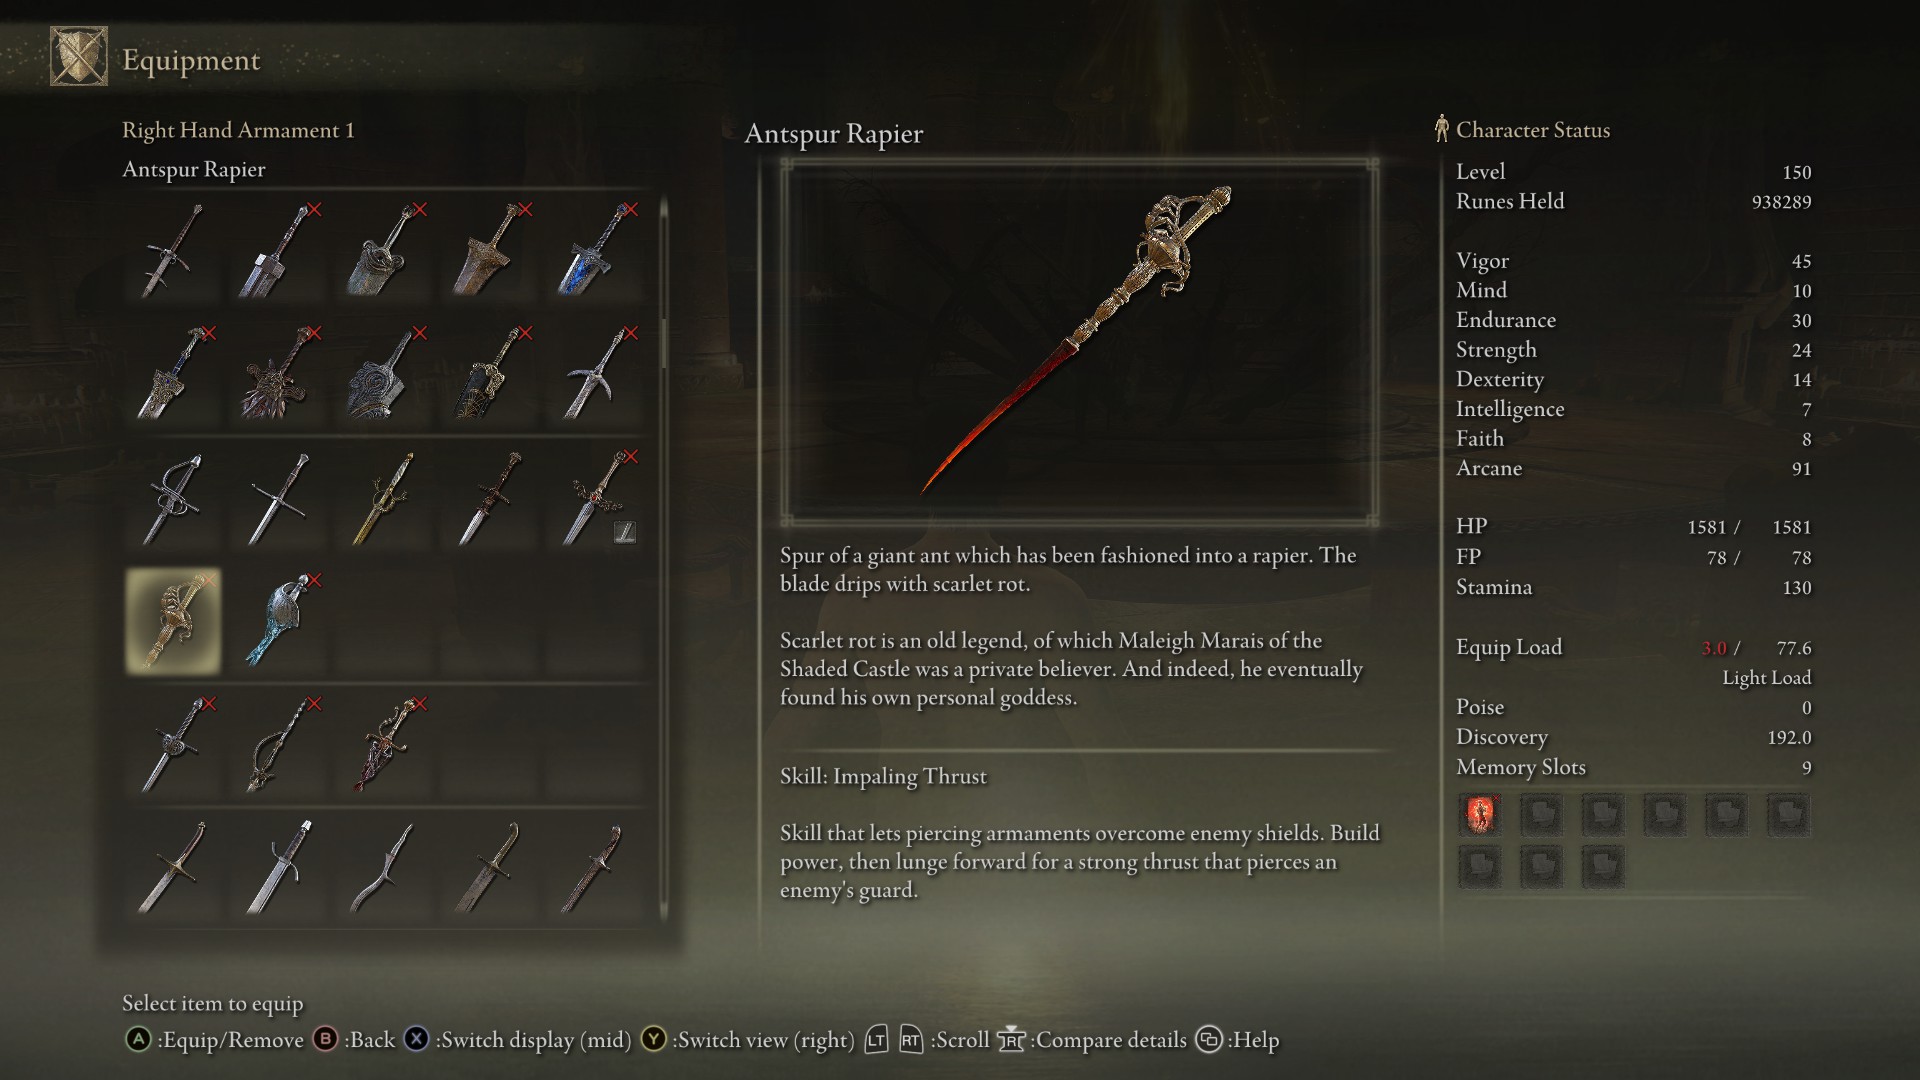 Equipment
Right Hand Armament 1
Antspur Rapier
Antspur Rapier
Spur of a giant ant which has been fashioned into a rapier. The
blade drips with scarlet rot.
Scarlet rot is an old legend, of which Maleigh Marais of the
Shaded Castle was a private believer. And indeed, he eventually
found his own personal goddess.
Skill: Impaling Thrust
Skill that lets piercing armaments overcome enemy shields. Build
power, then lunge forward for a strong thrust that pierces an
enemy's guard.
Character Status
Level 150
Runes Held 938289
Vigor 45
Mind 10
Endurance 30
Strength 24
Dexterity 14
Intelligence 7
Faith 8
Arcane 91
HP 1581 / 1581
FP 78 / 78
Stamina 130
Equip Load 3.0 / 77.6
Light Load
Poise 0
Discovery 192.0
Memory Slots 9
Select item to equip
A :Equip/Remove B :Back X :Switch display (mid) Y :Switch view (right) LT RT :Scroll R :Compare details :Help